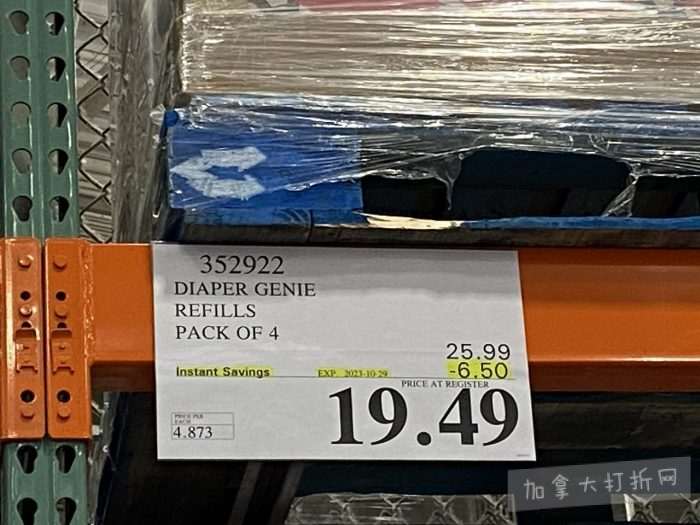 352922
DIAPER GENIE
REFILLS
PACK OF 4
25.99
Instant Savings EXP. 2023-10-29 -6.50
PRICE AT REGISTER
19.49
PRICE PER
EACH
4.873
加拿大打折网